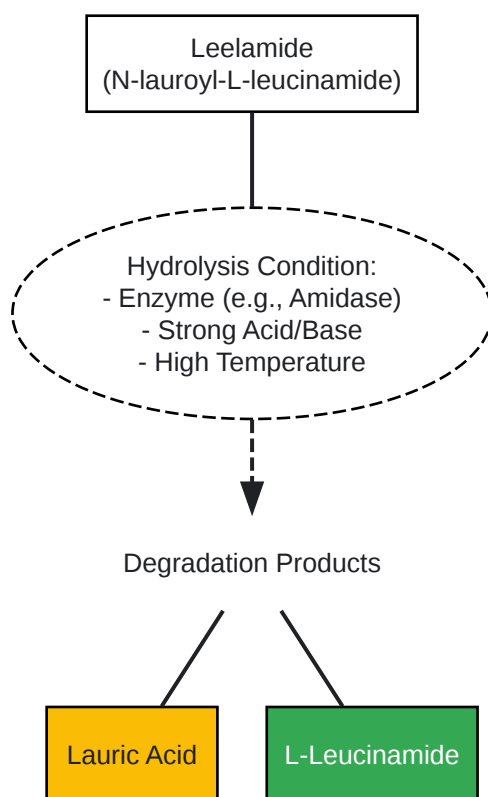 Leelamide
(N-lauroyl-L-leucinamide)
Hydrolysis Condition:
- Enzyme (e.g., Amidase)
- Strong Acid/Base
- High Temperature
Degradation Products
Lauric Acid
L-Leucinamide